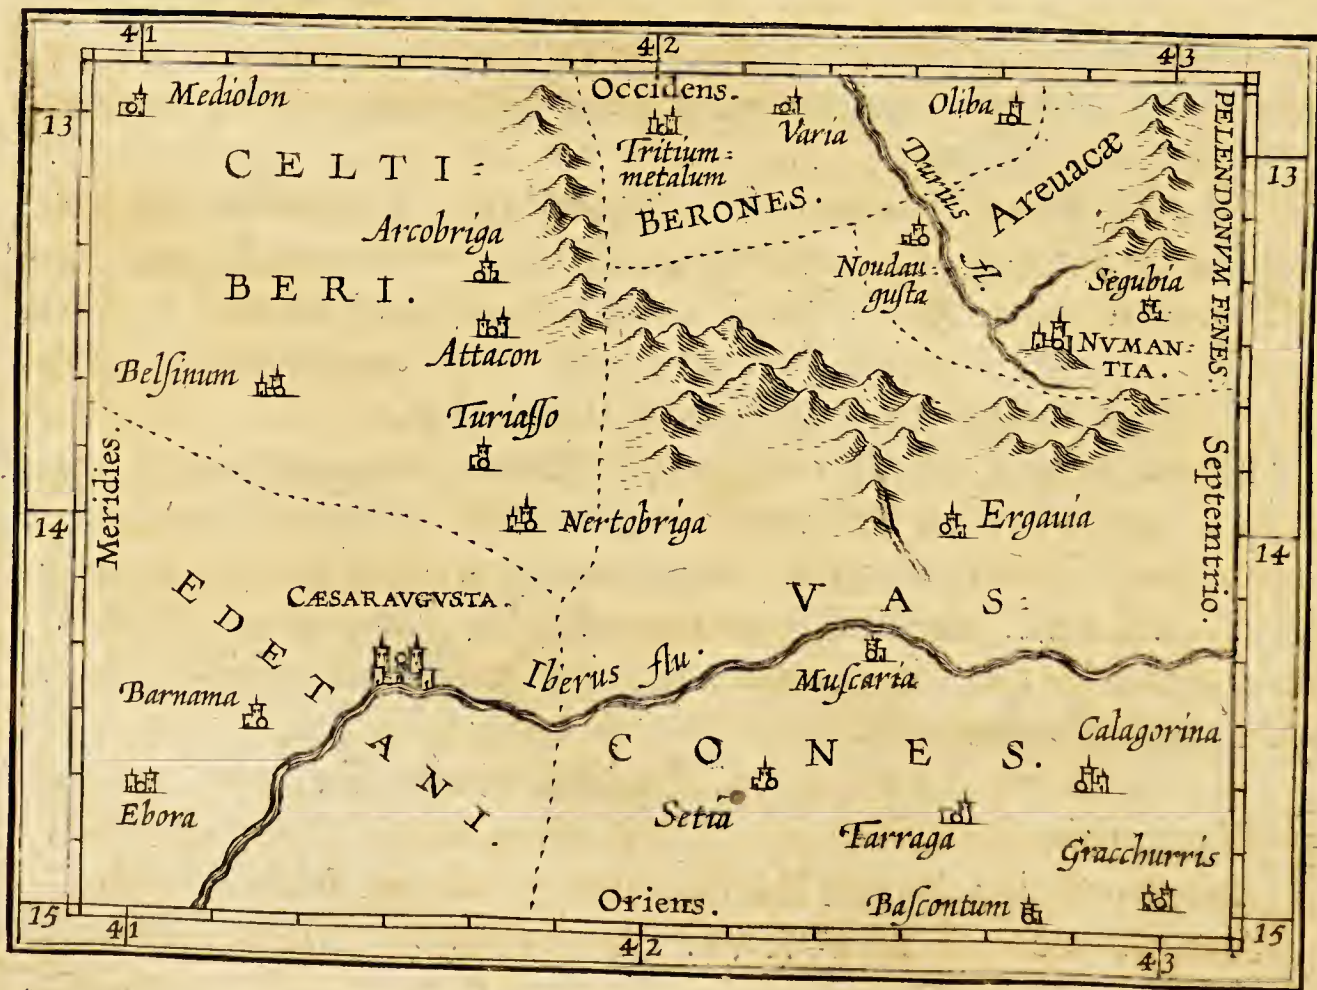 41
42
43
13
13
14
14
15
15
41
42
43
Occidens.
Meridies.
Septemtrio.
Oriens.
Mediolon
Tritium=
metalum
Varia
Oliba
PELENDONVM FINES.
CELTI=
BERI.
BERONES.
Areuacæ
Durius fl.
Arcobriga
Noudau=
gusta
Segubia
NVMAN=
TIA.
Attacon
Belſinum
Turiaſſo
Nertobriga
Ergauia
EDETANI.
CÆSARAVGVSTA.
VAS=
CONES.
Iberus flu.
Muſcaria
Barnama
Ebora
Calagorina
Setia
Tarraga
Gracchurris
Baſcontum